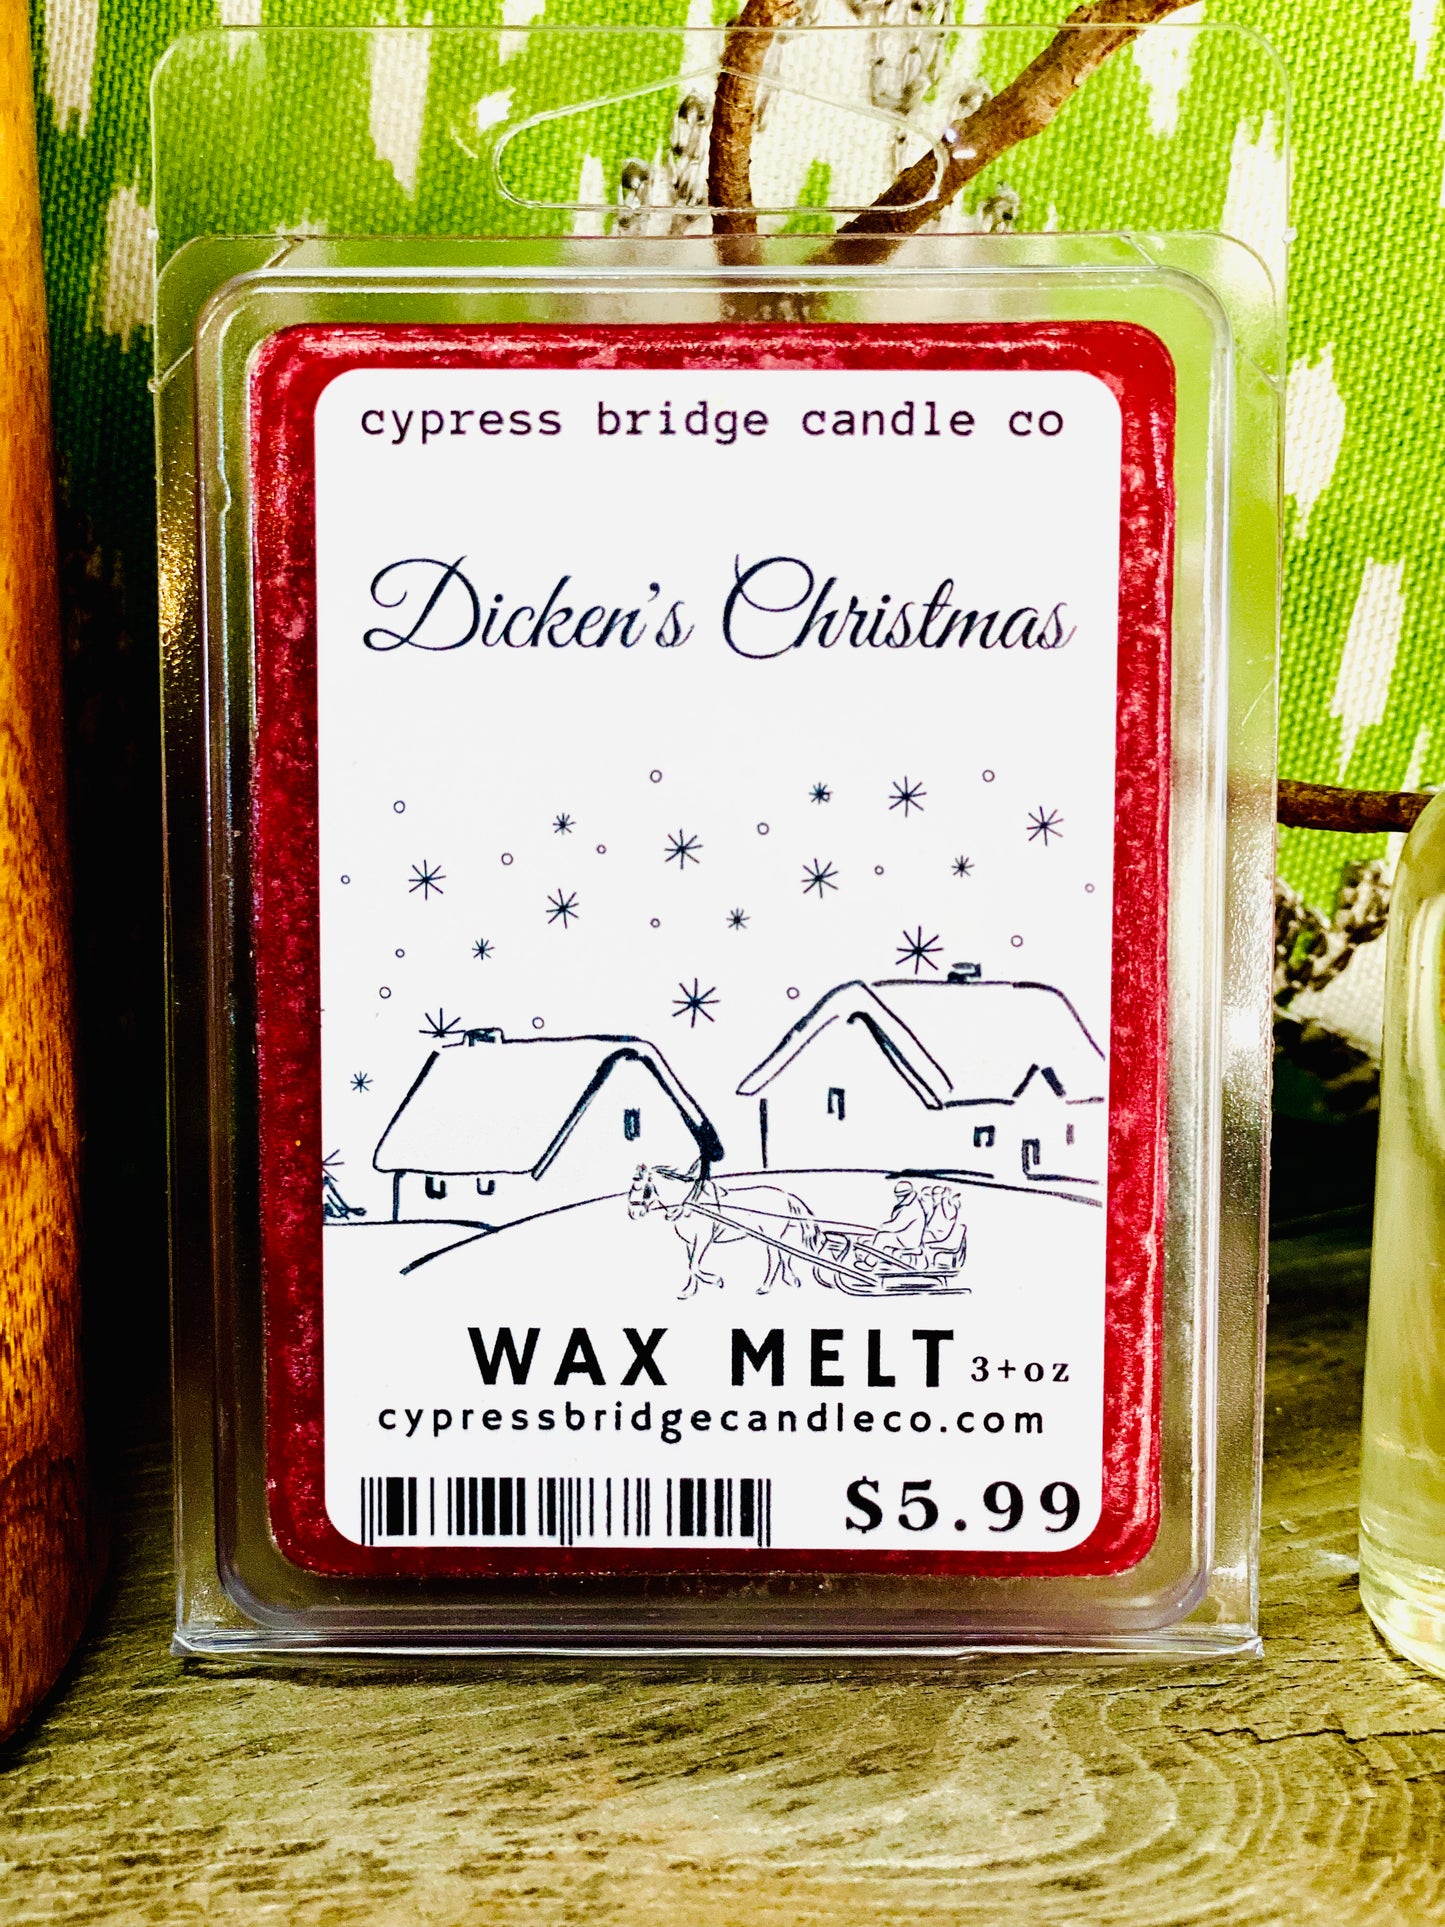 cypress bridge candle co
Dicken's Christmas
WAX MELT 3+oz
cypressbridgecandleco.com
$5.99